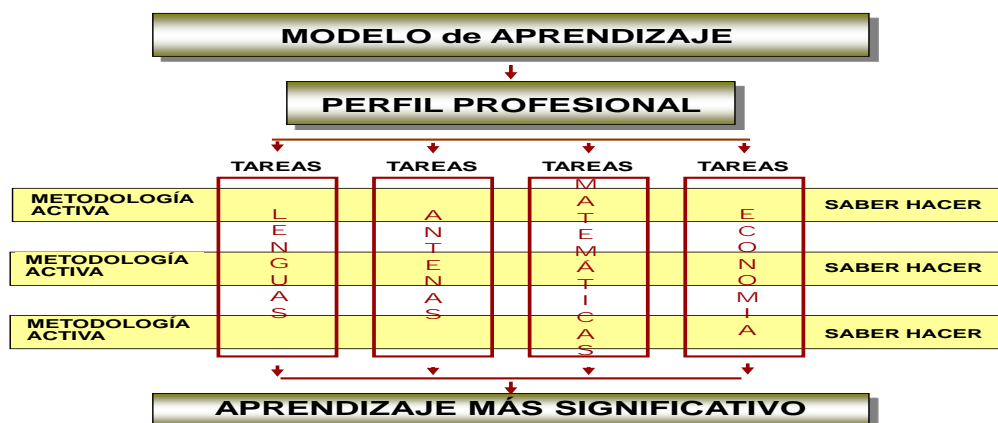 MODELO de APRENDIZAJE
PERFIL PROFESIONAL
TAREAS
TAREAS
TAREAS
TAREAS
LENGUAS
ANTENAS
MATEMÁTICAS
ECONOMIA
METODOLOGÍA
ACTIVA
SABER HACER
METODOLOGÍA
ACTIVA
SABER HACER
METODOLOGÍA
ACTIVA
SABER HACER
APRENDIZAJE MÁS SIGNIFICATIVO